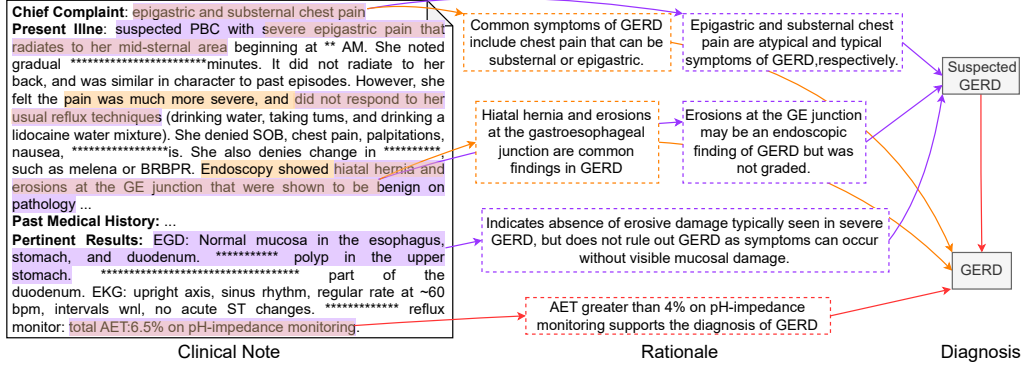 Chief Complaint: epigastric and substernal chest pain
Present Illne: suspected PBC with severe epigastric pain that
radiates to her mid-sternal area beginning at ** AM. She noted
gradual ************************minutes. It did not radiate to her
back, and was similar in character to past episodes. However, she
felt the pain was much more severe, and did not respond to her
usual reflux techniques (drinking water, taking tums, and drinking a
lidocaine water mixture). She denied SOB, chest pain, palpitations,
nausea, *****************is. She also denies change in **********,
such as melena or BRBPR. Endoscopy showed hiatal hernia and
erosions at the GE junction that were shown to be benign on
pathology ...
Past Medical History: ...
Pertinent Results: EGD: Normal mucosa in the esophagus,
stomach, and duodenum. *********** polyp in the upper
stomach. *********************************** part of the
duodenum. EKG: upright axis, sinus rhythm, regular rate at ~60
bpm, intervals wnl, no acute ST changes. ************* reflux
monitor: total AET:6.5% on pH-impedance monitoring.
Clinical Note
Common symptoms of GERD
include chest pain that can be
substernal or epigastric.
Epigastric and substernal chest
pain are atypical and typical
symptoms of GERD,respectively.
Hiatal hernia and erosions
at the gastroesophageal
junction are common
findings in GERD
Erosions at the GE junction
may be an endoscopic
finding of GERD but was
not graded.
Indicates absence of erosive damage typically seen in severe
GERD, but does not rule out GERD as symptoms can occur
without visible mucosal damage.
AET greater than 4% on pH-impedance
monitoring supports the diagnosis of GERD
Rationale
Suspected
GERD
GERD
Diagnosis